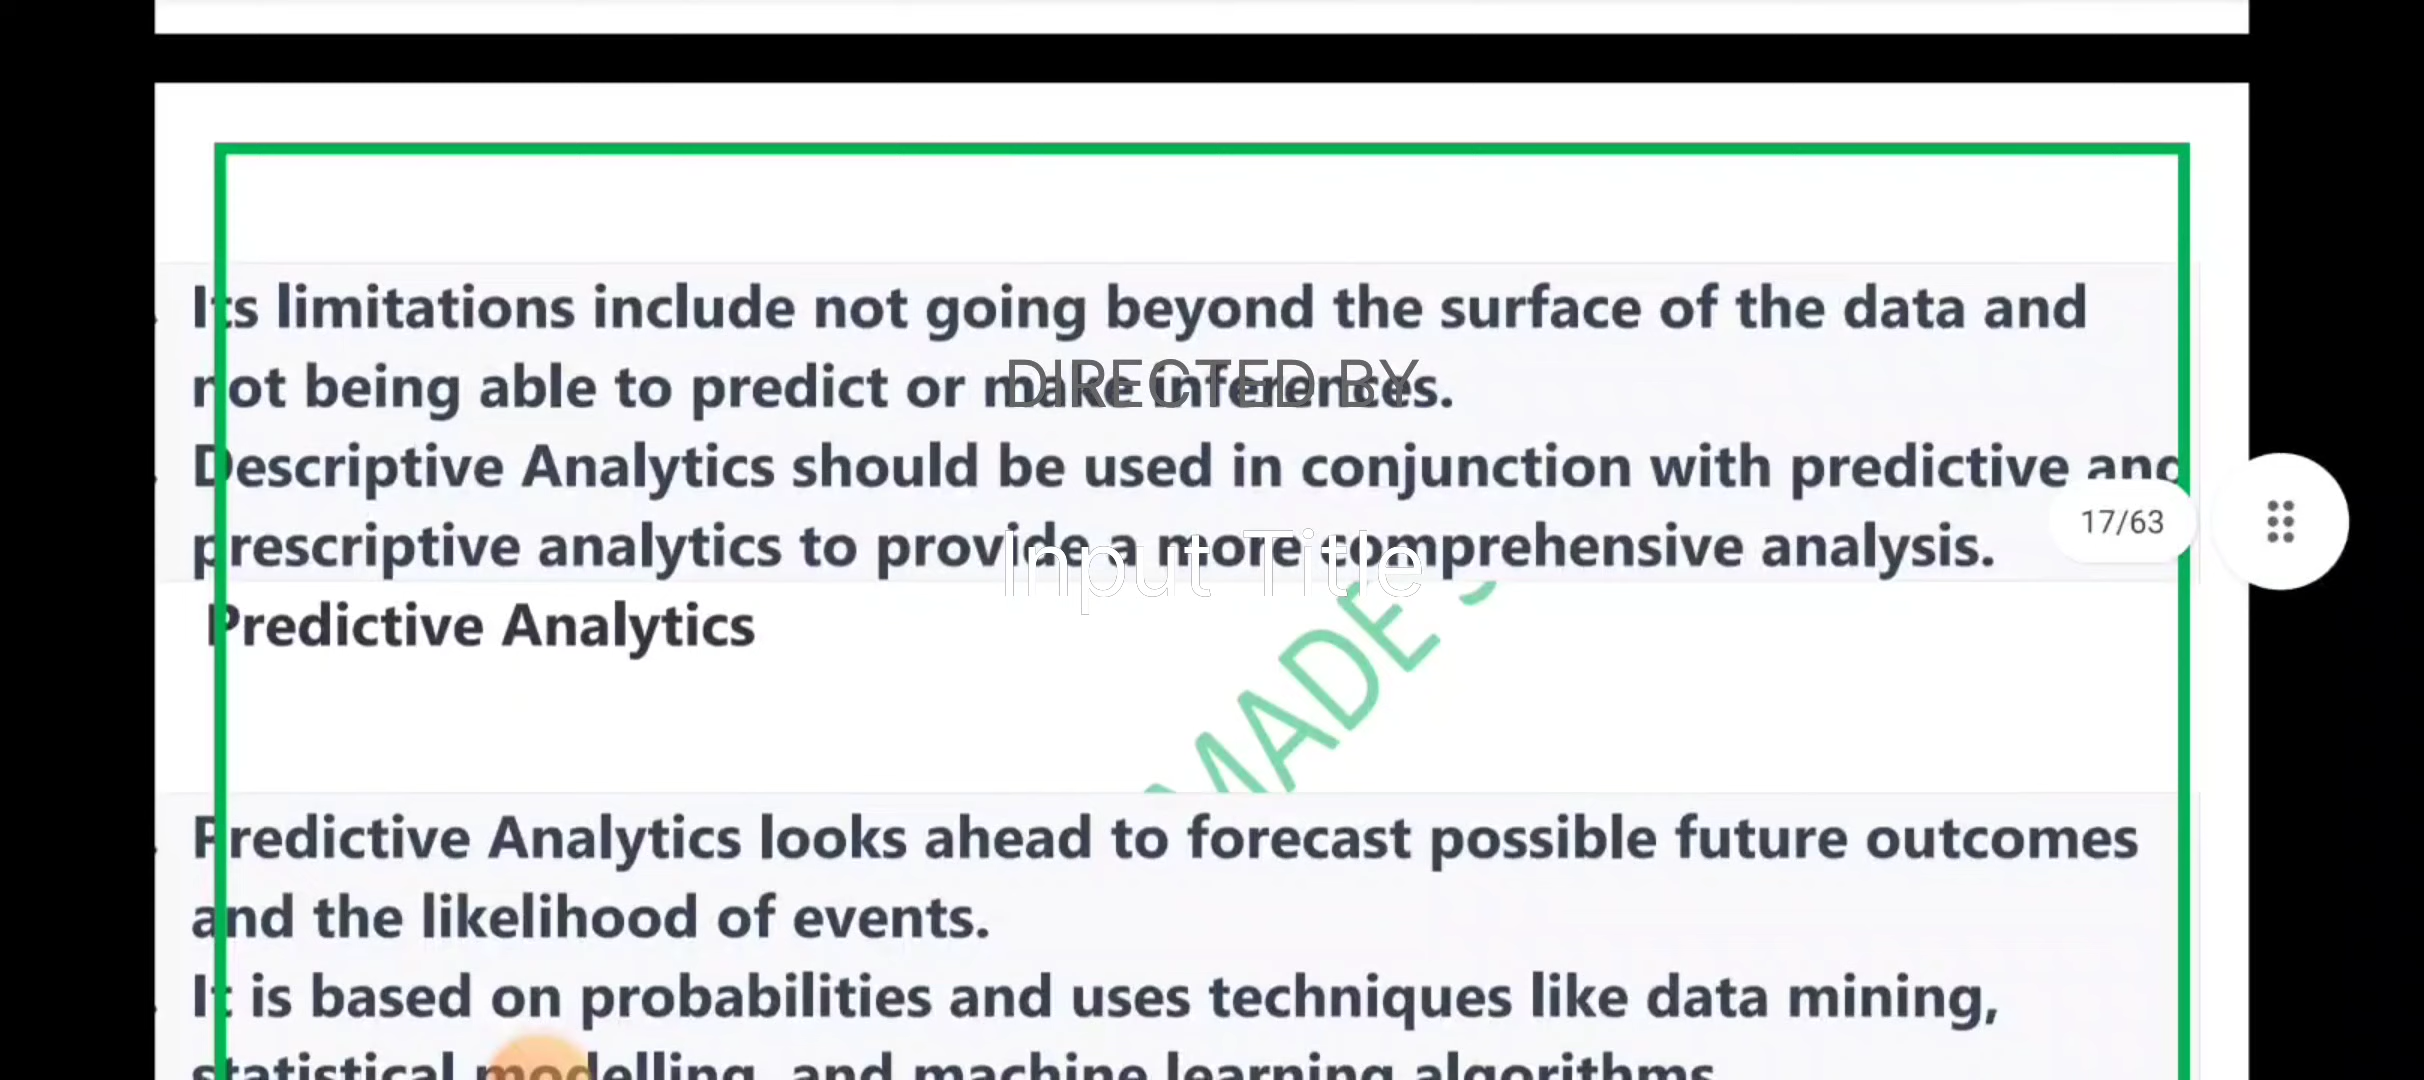 Its limitations include not going beyond the surface of the data and
not being able to predict or make inferences.
DIRECTED BY
Descriptive Analytics should be used in conjunction with predictive and
17/63
prescriptive analytics to provide a more comprehensive analysis.
Input Title
Predictive Analytics
MADE
Predictive Analytics looks ahead to forecast possible future outcomes
and the likelihood of events.
It is based on probabilities and uses techniques like data mining,
statistical modelling, and machine learning algorithms